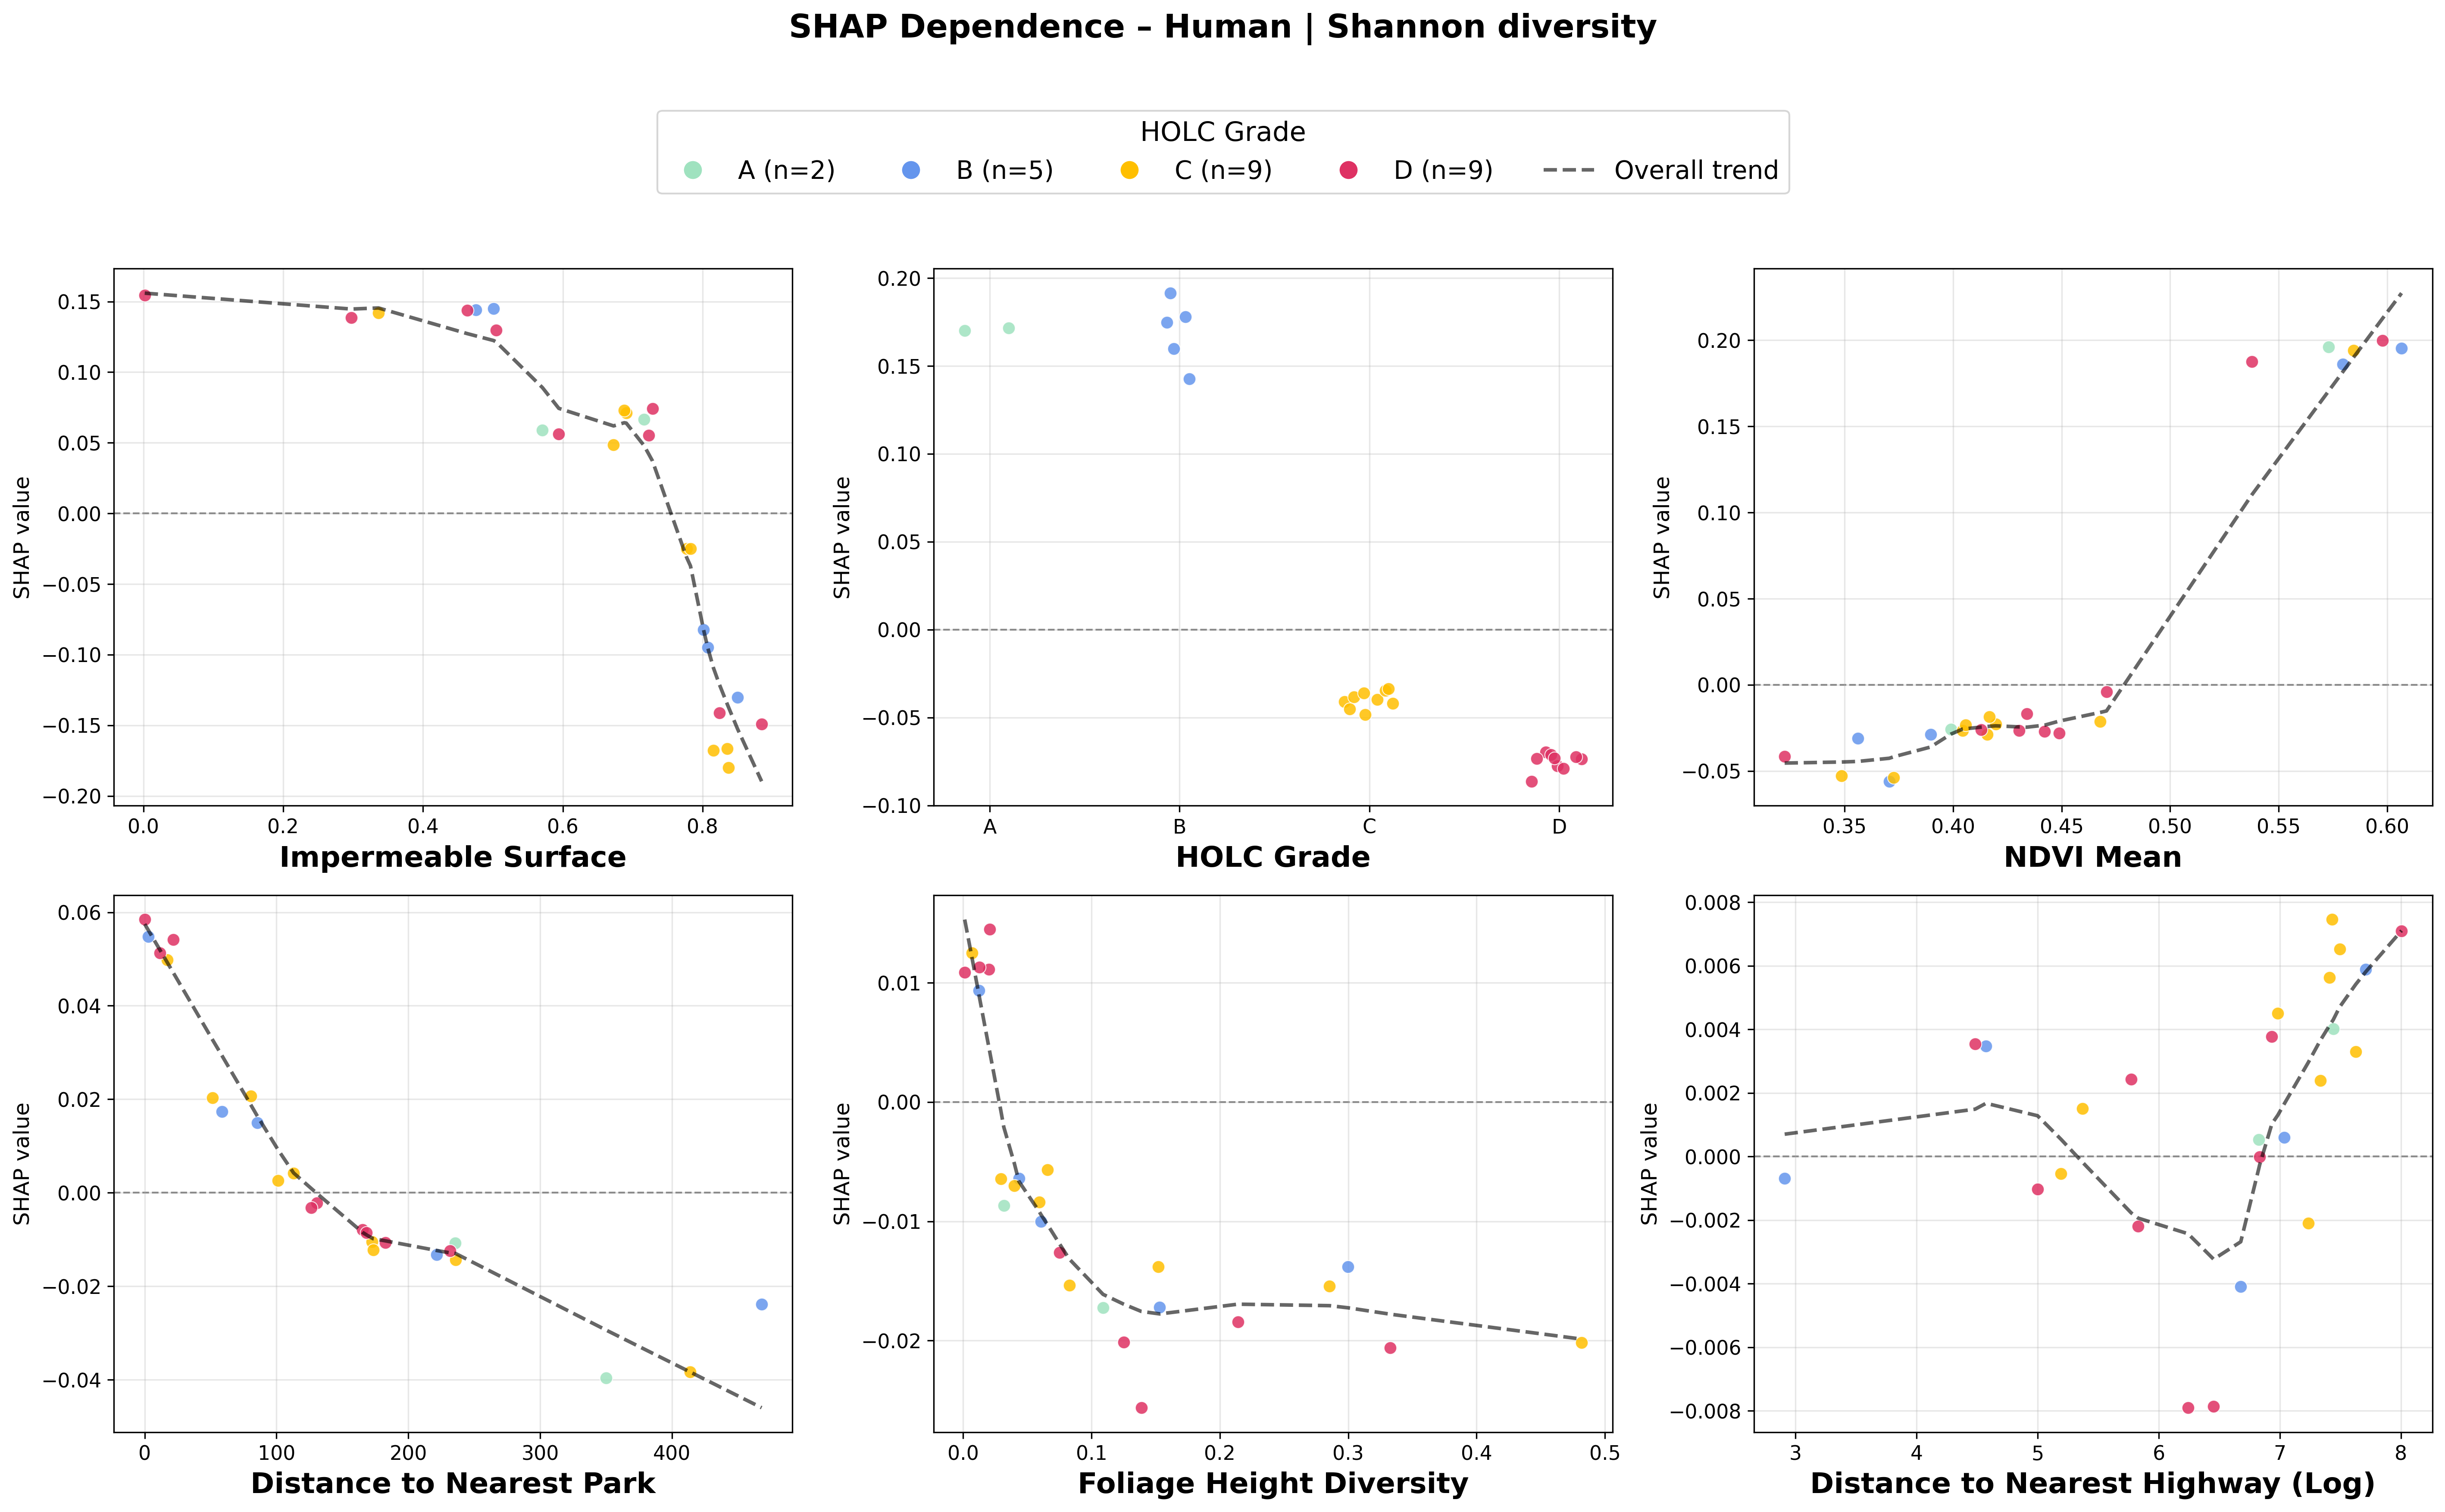 SHAP Dependence – Human | Shannon diversity
HOLC Grade
A (n=2) B (n=5) C (n=9) D (n=9) Overall trend
SHAP value
0.15
0.10
0.05
0.00
−0.05
−0.10
−0.15
−0.20
0.0 0.2 0.4 0.6 0.8
Impermeable Surface
SHAP value
0.20
0.15
0.10
0.05
0.00
−0.05
−0.10
A B C D
HOLC Grade
SHAP value
0.20
0.15
0.10
0.05
0.00
−0.05
0.35 0.40 0.45 0.50 0.55 0.60
NDVI Mean
SHAP value
0.06
0.04
0.02
0.00
−0.02
−0.04
0 100 200 300 400
Distance to Nearest Park
SHAP value
0.01
0.00
−0.01
−0.02
0.0 0.1 0.2 0.3 0.4 0.5
Foliage Height Diversity
SHAP value
0.008
0.006
0.004
0.002
0.000
−0.002
−0.004
−0.006
−0.008
3 4 5 6 7 8
Distance to Nearest Highway (Log)